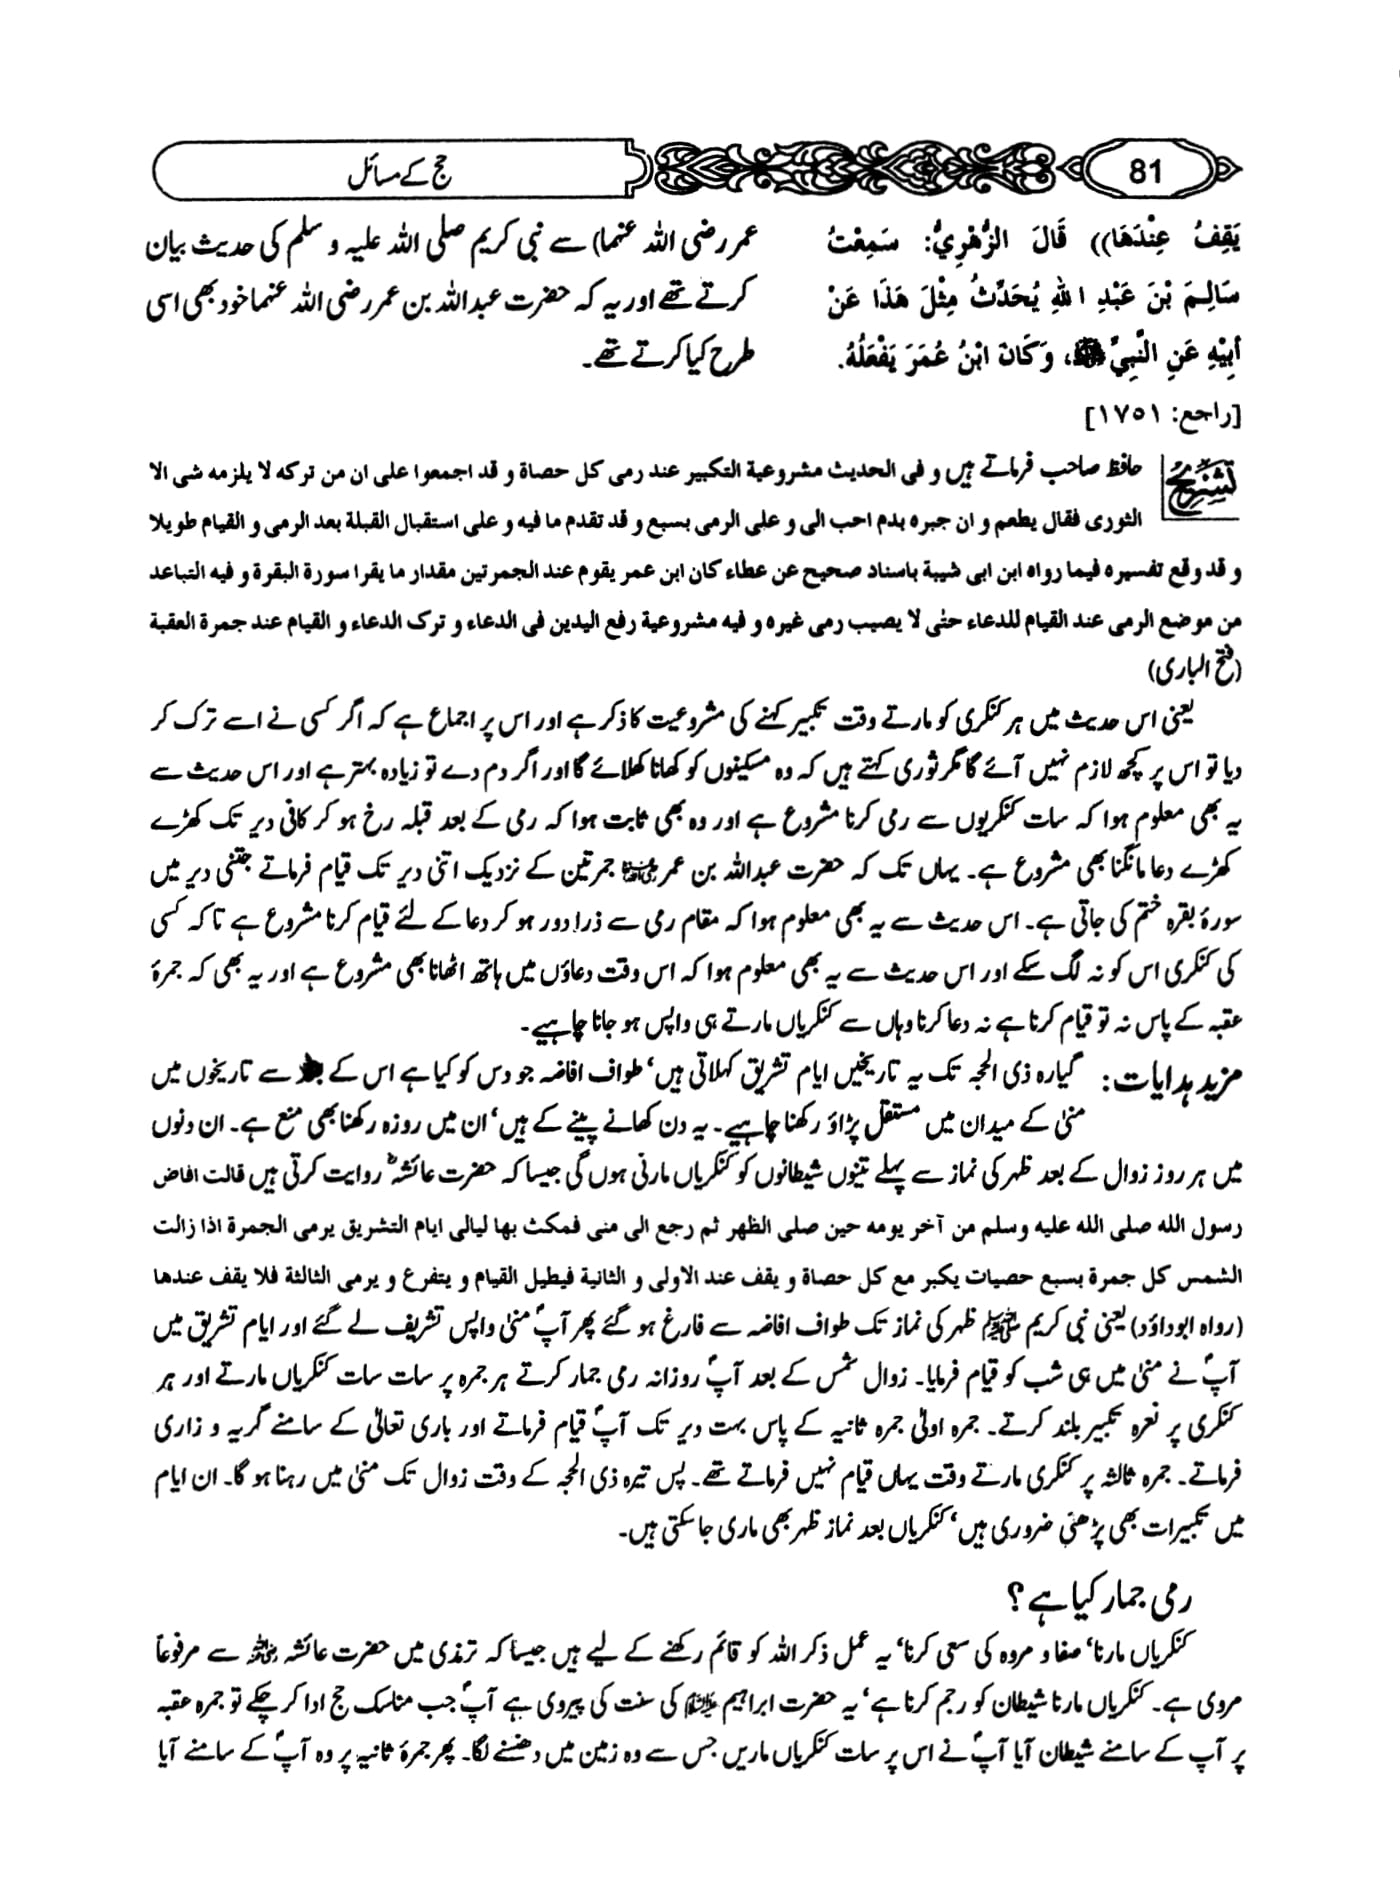 81
حج کے مسائل
يَقِفُ عِنْدَهَا)) قَالَ الزُّهْرِيُّ: سَمِعْتُ
سَالِمَ بْنَ عَبْدِ اللهِ يُحَدِّثُ مِثْلَ هَذَا عَنْ
أَبِيْهِ عَنِ النَّبِيِّ ﷺ، وَكَانَ ابْنُ عُمَرَ يَفْعَلُهُ.
[راجع: ١٧٥١]
عمر رضی اللہ عنہما) سے نبی کریم صلی اللہ علیہ و سلم کی حدیث بیان
کرتے تھے اور یہ کہ حضرت عبداللہ بن عمر رضی اللہ عنہما خود بھی اسی
طرح کیا کرتے تھے۔
تشریح حافظ صاحب فرماتے ہیں و فی الحدیث مشروعیة التکبیر عند رمی کل حصاة و قد اجمعوا علی ان من ترکه لا یلزمه شی الا
الثوری فقال یطعم و ان جبره بدم احب الی و علی الرمی بسبع و قد تقدم ما فیه و علی استقبال القبلة بعد الرمی و القیام طویلا
و قد وقع تفسیره فیما رواه ابن ابی شیبة باسناد صحیح عن عطاء کان ابن عمر یقوم عند الجمرتین مقدار ما یقرا سورة البقرة و فیه التباعد
من موضع الرمی عند القیام للدعاء حتٰی لا یصیب رمی غیره و فیه مشروعیة رفع الیدین فی الدعاء و ترک الدعاء و القیام عند جمرة العقبة
(فتح الباری)
یعنی اس حدیث میں ہر کنکری کو مارتے وقت تکبیر کہنے کی مشروعیت کا ذکر ہے اور اس پر اجماع ہے کہ اگر کسی نے اسے ترک کر
دیا تو اس پر کچھ لازم نہیں آئے گا مگر ثوری کہتے ہیں کہ وہ مسکینوں کو کھانا کھلائے گا اور اگر دم دے تو زیادہ بہتر ہے اور اس حدیث سے
یہ بھی معلوم ہوا کہ سات کنکریوں سے رمی کرنا مشروع ہے اور وہ بھی ثابت ہوا کہ رمی کے بعد قبلہ رخ ہو کر کافی دیر تک کھڑے
کھڑے دعا مانگنا بھی مشروع ہے۔ یہاں تک کہ حضرت عبداللہ بن عمر رضی اللہ عنہما جمرتین کے نزدیک اتنی دیر تک قیام فرماتے جتنی دیر میں
سورۂ بقرہ ختم کی جاتی ہے۔ اس حدیث سے یہ بھی معلوم ہوا کہ مقام رمی سے ذرا دور ہو کر دعا کے لئے قیام کرنا مشروع ہے تا کہ کسی
کی کنکری اس کو نہ لگ سکے اور اس حدیث سے یہ بھی معلوم ہوا کہ اس وقت دعاؤں میں ہاتھ اٹھانا بھی مشروع ہے اور یہ بھی کہ جمرۂ
عقبہ کے پاس نہ تو قیام کرنا ہے نہ دعا کرنا وہاں سے کنکریاں مارتے ہی واپس ہو جانا چاہیے۔
مزید ہدایات: گیارہ ذی الحجہ تک یہ تاریخیں ایام تشریق کہلاتی ہیں‘ طواف افاضہ جو دس کو کیا ہے اس کے بعد سے تاریخوں میں
منیٰ کے میدان میں مستقل پڑاؤ رکھنا چاہیے۔ یہ دن کھانے پینے کے ہیں‘ ان میں روزہ رکھنا بھی منع ہے۔ ان دنوں
میں ہر روز زوال کے بعد ظہر کی نماز سے پہلے تینوں شیطانوں کو کنکریاں مارنی ہوں گی جیسا کہ حضرت عائشہؓ روایت کرتی ہیں قالت افاض
رسول الله صلی الله علیه وسلم من آخر یومه حین صلی الظهر ثم رجع الی منی فمکث بها لیالی ایام التشریق یرمی الجمرة اذا زالت
الشمس کل جمرة بسبع حصیات یکبر مع کل حصاة و یقف عند الاولی و الثانیة فیطیل القیام و یتفرع و یرمی الثالثة فلا یقف عندها
(رواہ ابوداؤد) یعنی نبی کریم ﷺ ظہر کی نماز تک طواف افاضہ سے فارغ ہو گئے پھر آپؐ منیٰ واپس تشریف لے گئے اور ایام تشریق میں
آپؐ نے منیٰ میں ہی شب کو قیام فرمایا۔ زوال شمس کے بعد آپؐ روزانہ رمی جمار کرتے ہر جمرہ پر سات سات کنکریاں مارتے اور ہر
کنکری پر نعرہ تکبیر بلند کرتے۔ جمرہ اولیٰ جمرہ ثانیہ کے پاس بہت دیر تک آپؐ قیام فرماتے اور باری تعالیٰ کے سامنے گریہ و زاری
فرماتے۔ جمرہ ثالثہ پر کنکری مارتے وقت یہاں قیام نہیں فرماتے تھے۔ پس تیرہ ذی الحجہ کے وقت زوال تک منیٰ میں رہنا ہو گا۔ ان ایام
میں تکبیرات بھی پڑھنی ضروری ہیں‘ کنکریاں بعد نماز ظہر بھی ماری جا سکتی ہیں۔
رمی جمار کیا ہے؟
کنکریاں مارنا‘ صفا و مروہ کی سعی کرنا‘ یہ عمل ذکر اللہ کو قائم رکھنے کے لیے ہیں جیسا کہ ترمذی میں حضرت عائشہ رضی اللہ عنہا سے مرفوعاً
مروی ہے۔ کنکریاں مارنا شیطان کو رجم کرنا ہے‘ یہ حضرت ابراہیم علیہ السلام کی سنت کی پیروی ہے آپؐ جب مناسک حج ادا کر چکے تو جمرہ عقبہ
پر آپ کے سامنے شیطان آیا آپؐ نے اس پر سات کنکریاں ماریں جس سے وہ زمین میں دھنسنے لگا۔ پھر جمرۂ ثانیہ پر وہ آپؐ کے سامنے آیا